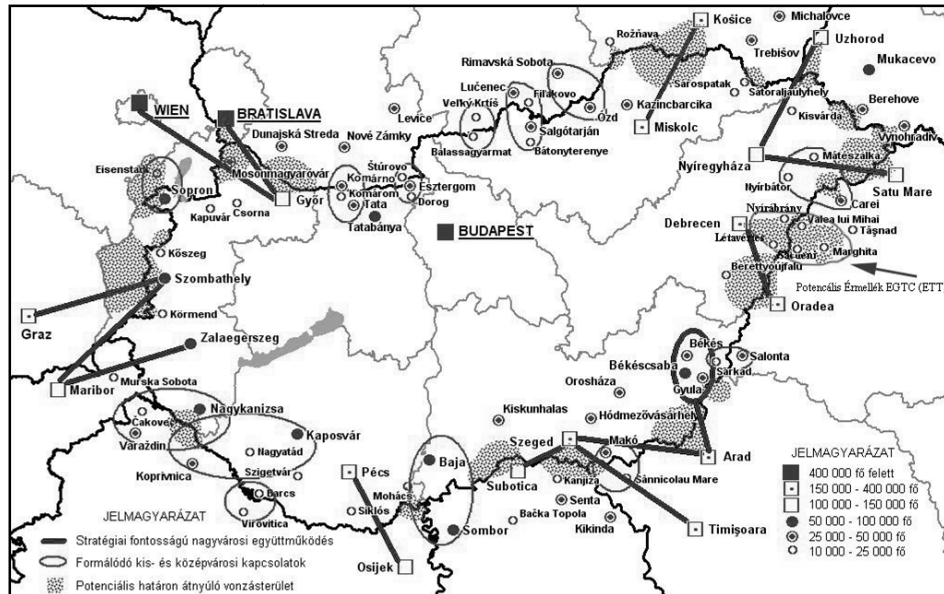 Košice
Michalovce
Rožňava
Uzhorod
Trebišov
Rimavská Sobota
Mukacevo
Lučenec
Fiľakovo
Sárospatak
Sátoraljaújhely
WIEN
BRATISLAVA
Veľký Krtíš
Levice
Ózd
Kazincbarcika
Kisvárda
Berehove
Dunajská Streda
Nové Zámky
Salgótarján
Miskolc
Vynohradiv
Balassagyarmat
Bátonyterenye
Eisenstadt
Mosonmagyaróvár
Štúrovo
Nyíregyháza
Mátészalka
Sopron
Komárno
Esztergom
Nyírbátor
Satu Mare
Győr
Komárom
Dorog
Carei
Kapuvár
Csorna
Tata
Tatabánya
Debrecen
Nyírábrány
Valea lui Mihai
BUDAPEST
Tășnad
Létavértes
Săcueni
Marghita
Kőszeg
Berettyóújfalu
Szombathely
Potencális Érmellék EGTC (ETT)
Körmend
Oradea
Graz
Zalaegerszeg
Békés
Salonta
Békéscsaba
Sarkad
Murska Sobota
Gyula
Maribor
Orosháza
Nagykanizsa
Kiskunhalas
Hódmezővásárhely
Čakovec
Kaposvár
Varaždin
Szeged
Makó
JELMAGYARÁZAT
Nagyatád
Baja
Arad
400 000 fő felett
Koprivnica
Szigetvár
Pécs
Sânnicolau Mare
150 000 - 400 000 fő
Mohács
Subotica
Kanjiza
100 000 - 150 000 fő
Barcs
Siklós
Senta
50 000 - 100 000 fő
Virovitica
Bačka Topola
Kikinda
Timișoara
25 000 - 50 000 fő
JELMAGYARÁZAT
Sombor
10 000 - 25 000 fő
Stratégiai fontosságú nagyvárosi együttműködés
Formálódó kis- és középvárosi kapcsolatok
Osijek
Potenciális határon átnyúló vonzásterület